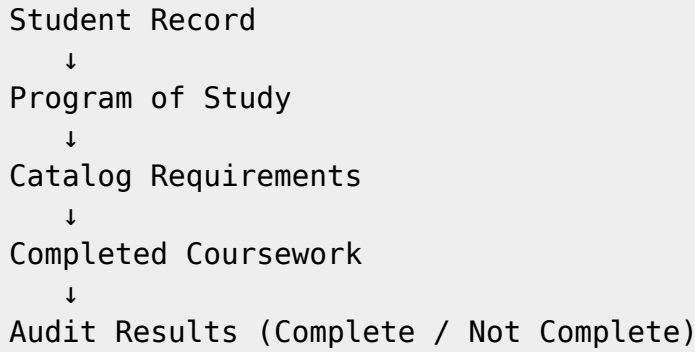 Student Record
↓
Program of Study
↓
Catalog Requirements
↓
Completed Coursework
↓
Audit Results (Complete / Not Complete)